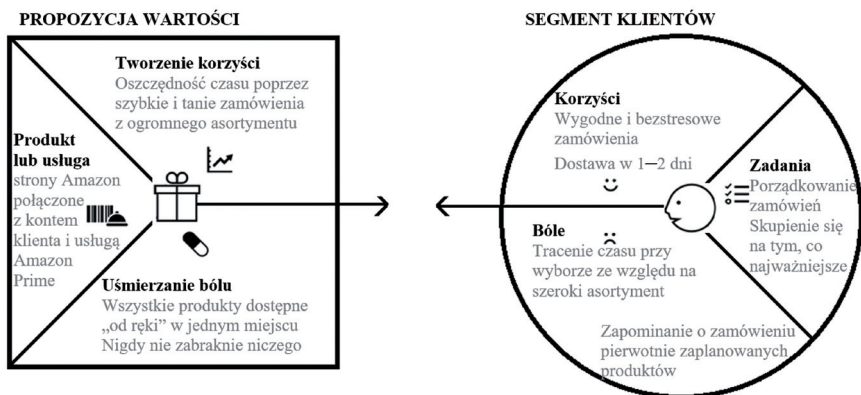 PROPOZYCJA WARTOŚCI
Tworzenie korzyści
Oszczędność czasu poprzez
szybkie i tanie zamówienia
z ogromnego asortymentu
Produkt
lub usługa
strony Amazon
połączone
z kontem
klienta i usługą
Amazon
Prime
Uśmierzanie bólu
Wszystkie produkty dostępne
„od ręki” w jednym miejscu
Nigdy nie zabraknie niczego
SEGMENT KLIENTÓW
Korzyści
Wygodne i bezstresowe
zamówienia
Dostawa w 1–2 dni
Zadania
Porządkowanie
zamówień
Skupienie się
na tym, co
najważniejsze
Bóle
Tracenie czasu przy
wyborze ze względu na
szeroki asortyment
Zapominanie o zamówieniu
pierwotnie zaplanowanych
produktów